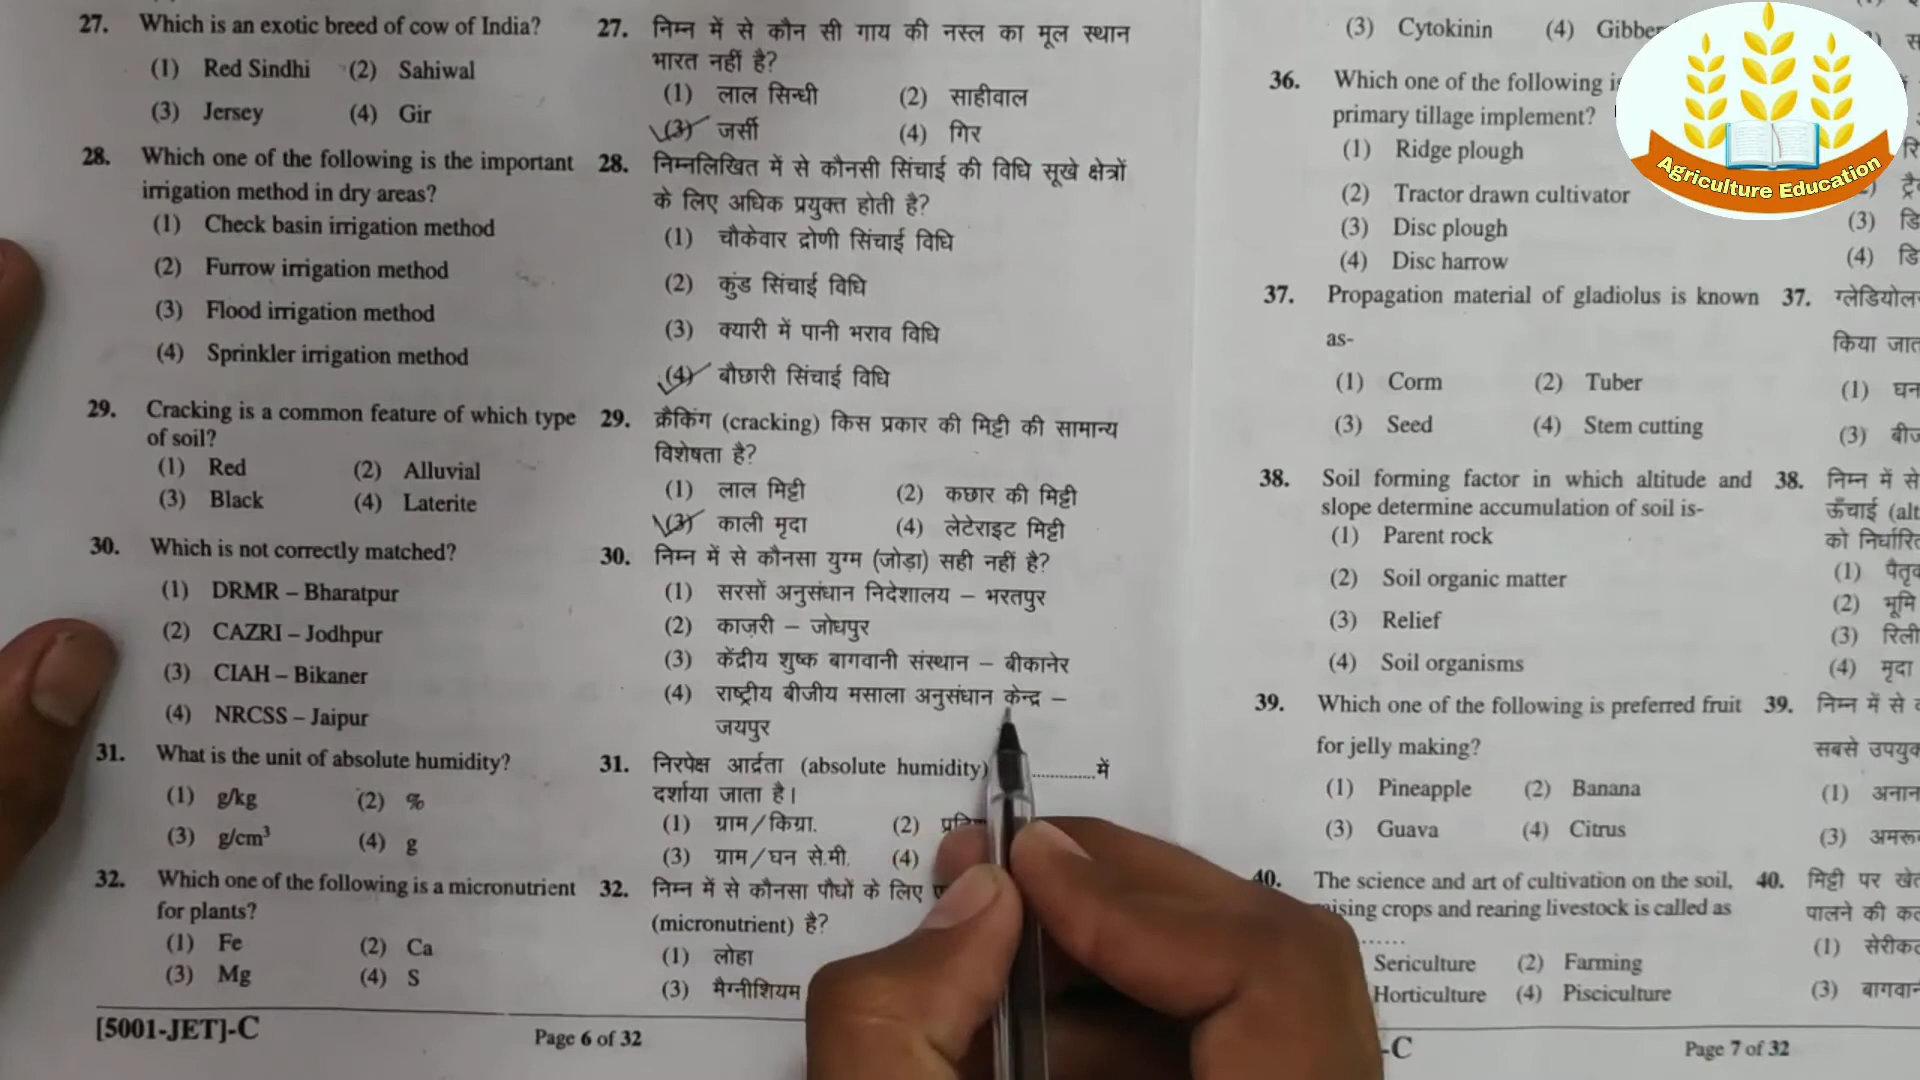 27. Which is an exotic breed of cow of India?
(1) Red Sindhi (2) Sahiwal
(3) Jersey (4) Gir
28. Which one of the following is the important
irrigation method in dry areas?
(1) Check basin irrigation method
(2) Furrow irrigation method
(3) Flood irrigation method
(4) Sprinkler irrigation method
29. Cracking is a common feature of which type
of soil?
(1) Red (2) Alluvial
(3) Black (4) Laterite
30. Which is not correctly matched?
(1) DRMR – Bharatpur
(2) CAZRI – Jodhpur
(3) CIAH – Bikaner
(4) NRCSS – Jaipur
31. What is the unit of absolute humidity?
(1) g/kg (2) %
(3) g/cm³ (4) g
32. Which one of the following is a micronutrient
for plants?
(1) Fe (2) Ca
(3) Mg (4) S
[5001-JET]-C
Page 6 of 32
27. निम्न में से कौन सी गाय की नस्ल का मूल स्थान
भारत नहीं है?
(1) लाल सिन्धी (2) साहीवाल
(3) जर्सी (4) गिर
28. निम्नलिखित में से कौनसी सिंचाई की विधि सूखे क्षेत्रों
के लिए अधिक प्रयुक्त होती है?
(1) चौकेवार द्रोणी सिंचाई विधि
(2) कुंड सिंचाई विधि
(3) क्यारी में पानी भराव विधि
(4) बौछारी सिंचाई विधि
29. क्रैकिंग (cracking) किस प्रकार की मिट्टी की सामान्य
विशेषता है?
(1) लाल मिट्टी (2) कछार की मिट्टी
(3) काली मृदा (4) लेटेराइट मिट्टी
30. निम्न में से कौनसा युग्म (जोड़ा) सही नहीं है?
(1) सरसों अनुसंधान निदेशालय – भरतपुर
(2) काज़री – जोधपुर
(3) केंद्रीय शुष्क बागवानी संस्थान – बीकानेर
(4) राष्ट्रीय बीजीय मसाला अनुसंधान केन्द्र –
जयपुर
31. निरपेक्ष आर्द्रता (absolute humidity) ..............में
दर्शाया जाता है।
(1) ग्राम/किग्रा. (2)
(3) ग्राम/घन से.मी. (4)
32. निम्न में से कौनसा पौधों के लिए
(micronutrient) है?
(1) लोहा
(3) मैग्नीशियम
(3) Cytokinin (4)
36. Which one of the following
primary tillage implement?
(1) Ridge plough
(2) Tractor drawn cultivator
(3) Disc plough
(4) Disc harrow
37. Propagation material of gladiolus is known
as-
(1) Corm (2) Tuber
(3) Seed (4) Stem cutting
38. Soil forming factor in which altitude and
slope determine accumulation of soil is-
(1) Parent rock
(2) Soil organic matter
(3) Relief
(4) Soil organisms
39. Which one of the following is preferred fruit
for jelly making?
(1) Pineapple (2) Banana
(3) Guava (4) Citrus
40. The science and art of cultivation on the soil,
crops and rearing livestock is called as
......
Sericulture (2) Farming
Horticulture (4) Pisciculture
-C
Page 7 of 32
(3)
(4)
37.
किया
(1)
(3)
38. निम्न में से
ऊँचाई
को
(1)
(2) भूमि
(3)
(4) मृदा
39. निम्न में से
सबसे
(1)
(3)
40. मिट्टी पर
पालने की
(1)
(3)
Agriculture Education